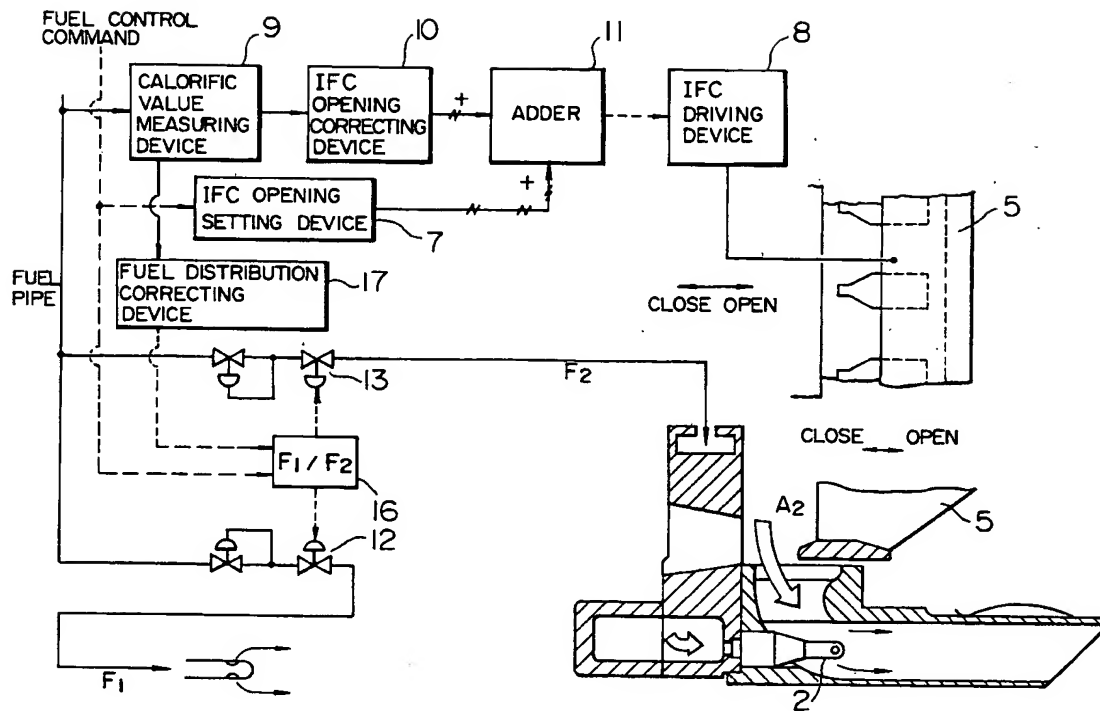 FUEL CONTROL
COMMAND
9
10
11
8
CALORIFIC
VALUE
MEASURING
DEVICE
IFC
OPENING
CORRECTING
DEVICE
+
ADDER
IFC
DRIVING
DEVICE
IFC OPENING
SETTING DEVICE
+
7
5
FUEL
PIPE
FUEL DISTRIBUTION
CORRECTING
DEVICE
17
CLOSE OPEN
13
F2
F1 / F2
16
CLOSE OPEN
A2
5
12
F1
2